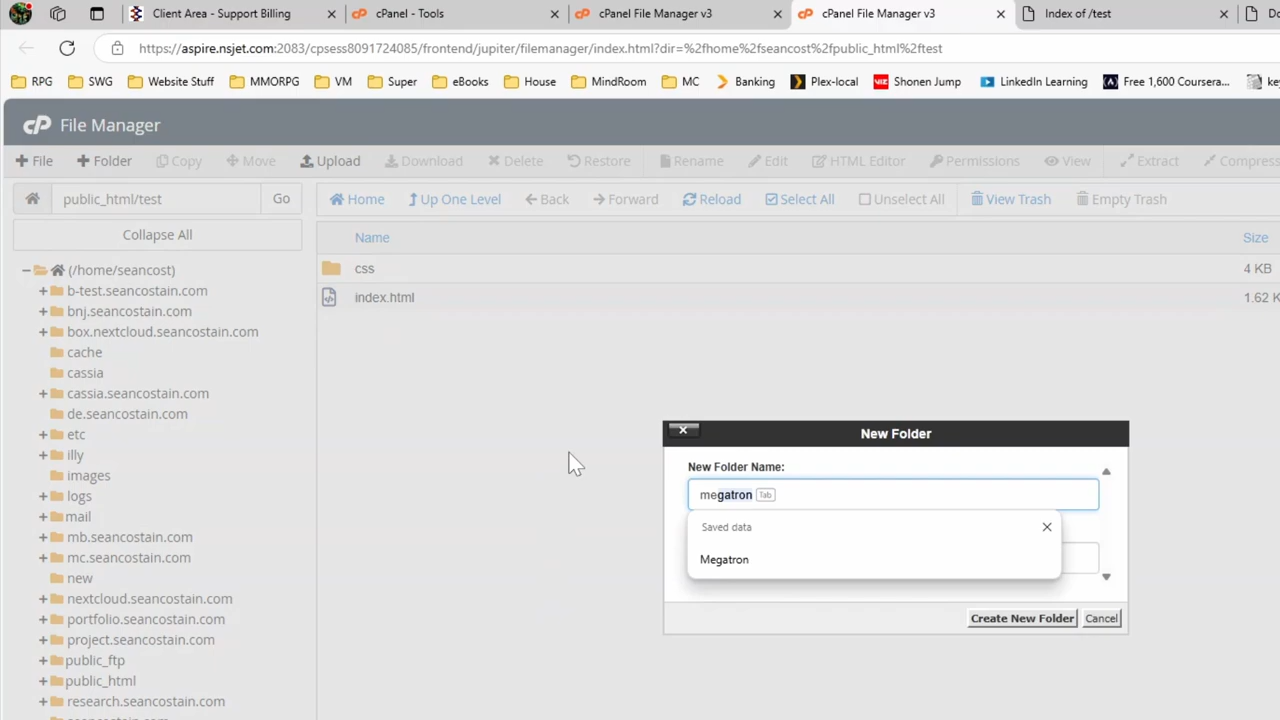 Client Area - Support Billing
cPanel - Tools
cPanel File Manager v3
cPanel File Manager v3
Index of /test
https://aspire.nsjet.com:2083/cpsess8091724085/frontend/jupiter/filemanager/index.html?dir=%2fhome%2fseancost%2fpublic_html%2ftest
RPG SWG Website Stuff MMORPG VM Super eBooks House MindRoom MC Banking Plex-local Shonen Jump LinkedIn Learning Free 1,600 Coursera...
cP File Manager
File Folder Copy Move Upload Download Delete Restore Rename Edit HTML Editor Permissions View Extract Compress
public_html/test Go Home Up One Level Back Forward Reload Select All Unselect All View Trash Empty Trash
Collapse All
Name Size
css 4 KB
index.html 1.62 K
(/home/seancost)
b-test.seancostain.com
bnj.seancostain.com
box.nextcloud.seancostain.com
cache
cassia
cassia.seancostain.com
de.seancostain.com
etc
illy
images
logs
mail
mb.seancostain.com
mc.seancostain.com
new
nextcloud.seancostain.com
portfolio.seancostain.com
project.seancostain.com
public_ftp
public_html
research.seancostain.com
New Folder
New Folder Name:
megatron Tab
Saved data
Megatron
Create New Folder Cancel